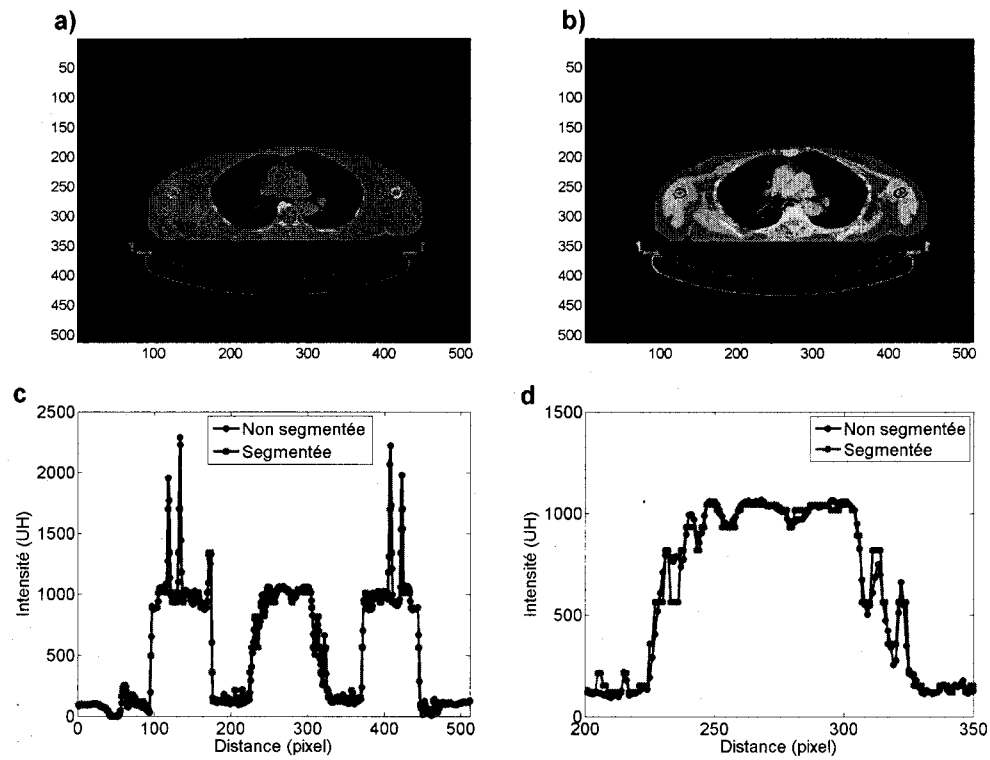 a)
50
100
150
200
250
300
350
400
450
500
100 200 300 400 500
b)
50
100
150
200
250
300
350
400
450
500
100 200 300 400 500
c
2500
2000
1500
1000
500
0
Intensité (UH)
Non segmentée
Segmentée
0 100 200 300 400 500
Distance (pixel)
d
1500
1000
500
0
Intensité (UH)
Non segmentée
Segmentée
200 250 300 350
Distance (pixel)